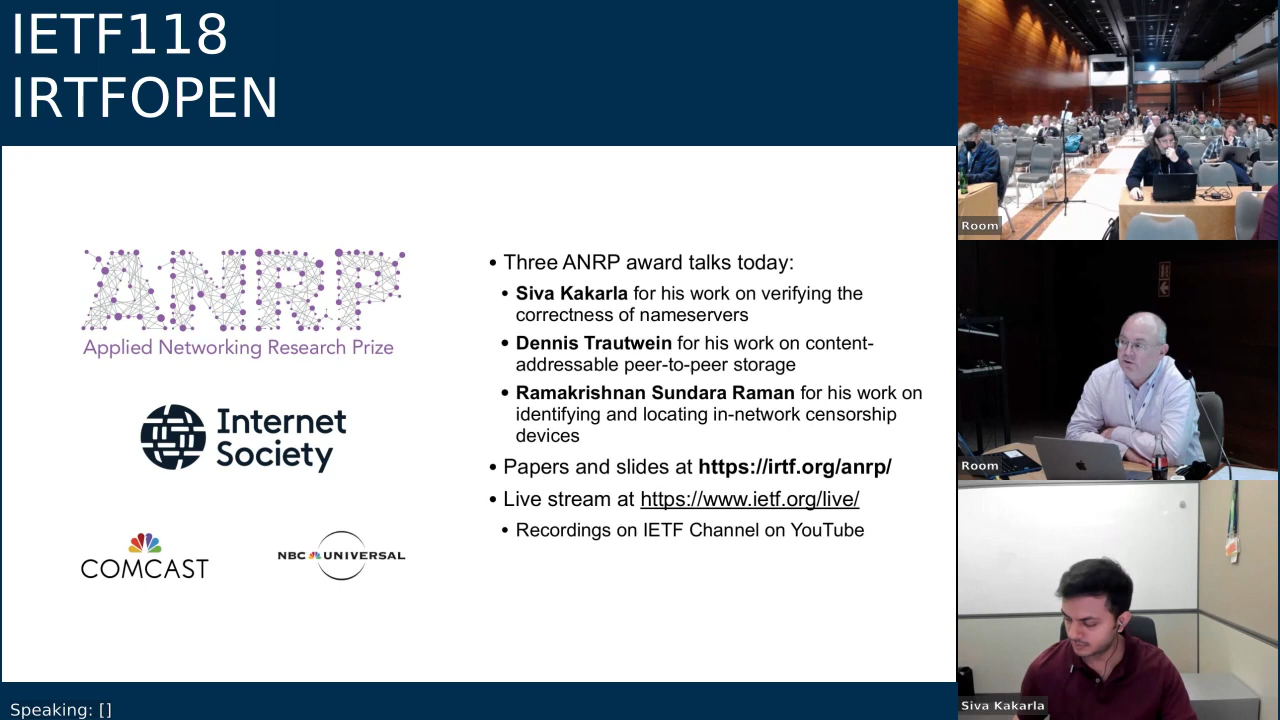 IETF118
IRTFOPEN
ANRP
Applied Networking Research Prize
Internet
Society
COMCAST
NBC UNIVERSAL
• Three ANRP award talks today:
• Siva Kakarla for his work on verifying the
correctness of nameservers
• Dennis Trautwein for his work on content-
addressable peer-to-peer storage
• Ramakrishnan Sundara Raman for his work on
identifying and locating in-network censorship
devices
• Papers and slides at https://irtf.org/anrp/
• Live stream at https://www.ietf.org/live/
• Recordings on IETF Channel on YouTube
Room
Room
Siva Kakarla
Speaking: []